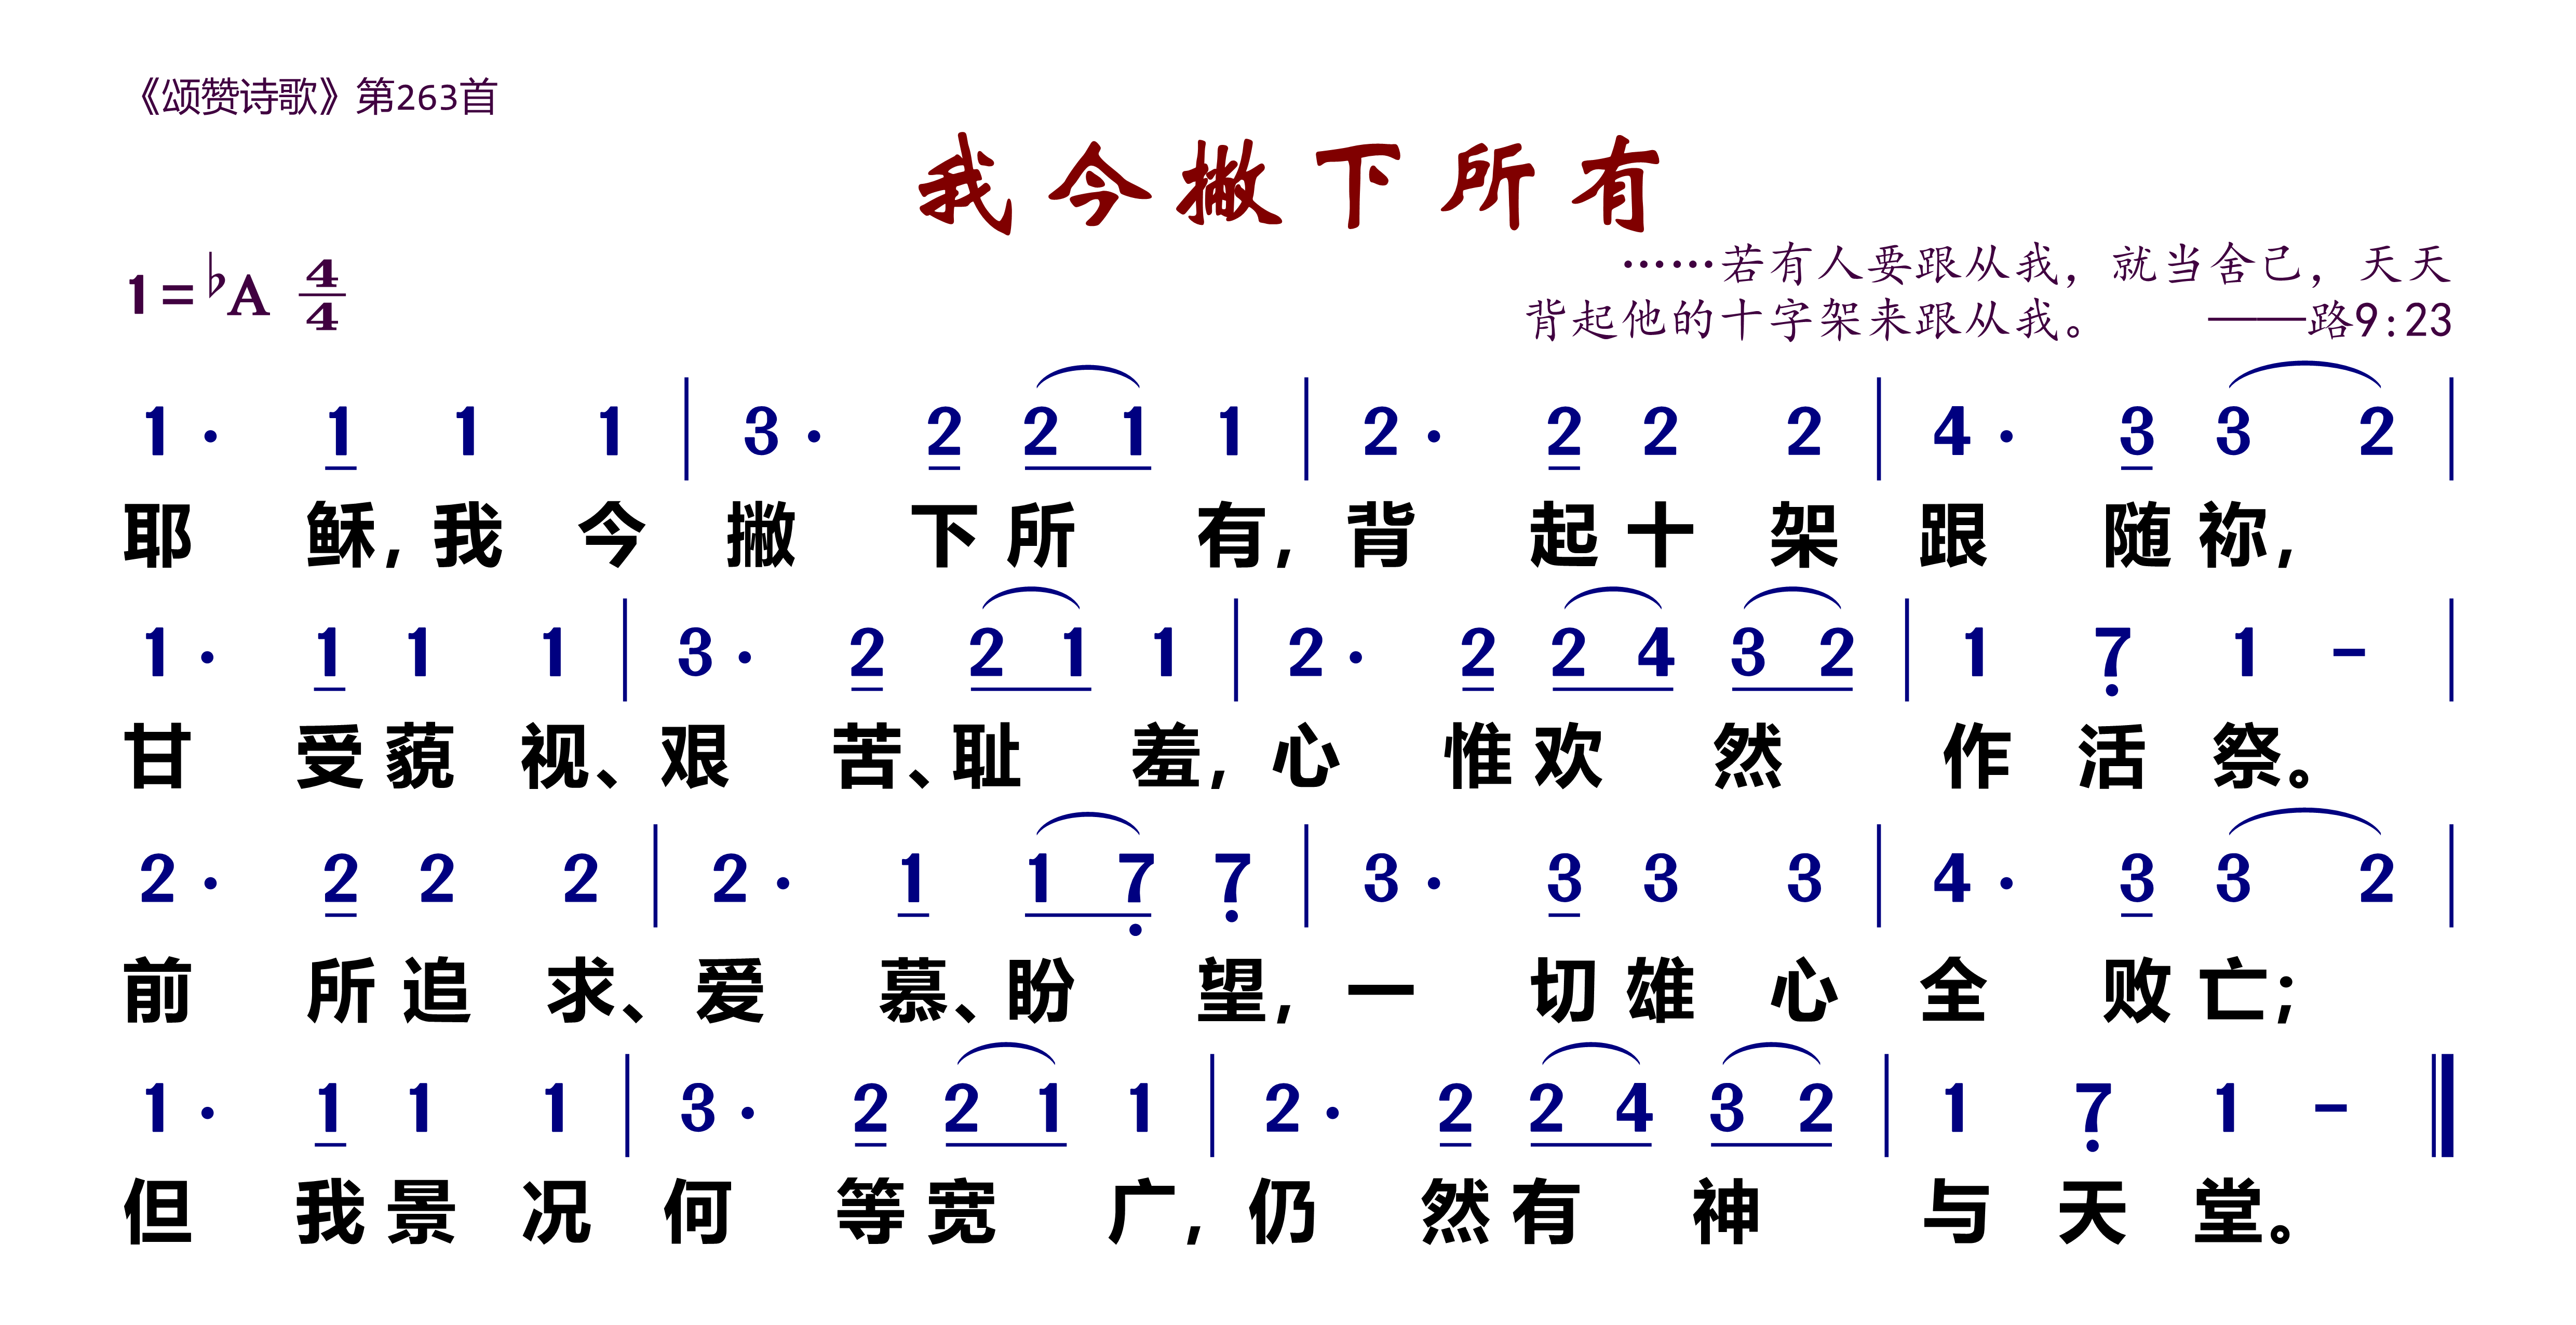 《颂赞诗歌》第263首
我今撇下所有
1=♭A 4/4
……若有人要跟从我，就当舍己，天天
背起他的十字架来跟从我。 ——路9:23
1· 1 1 1 | 3· 2 2 1 1 | 2· 2 2 2 | 4· 3 3 2 |
耶稣，我今撇下所有，背起十架跟随祢，
1· 1 1 1 | 3· 2 2 1 1 | 2· 2 2 4 3 2 | 1 7̣ 1 - |
甘受藐视、艰苦、耻羞，心惟欢然作活祭。
2· 2 2 2 | 2· 1 1 7̣ 7̣ | 3· 3 3 3 | 4· 3 3 2 |
前所追求、爱慕、盼望，一切雄心全败亡；
1· 1 1 1 | 3· 2 2 1 1 | 2· 2 2 4 3 2 | 1 7̣ 1 - ‖
但我景况何等宽广，仍然有神与天堂。